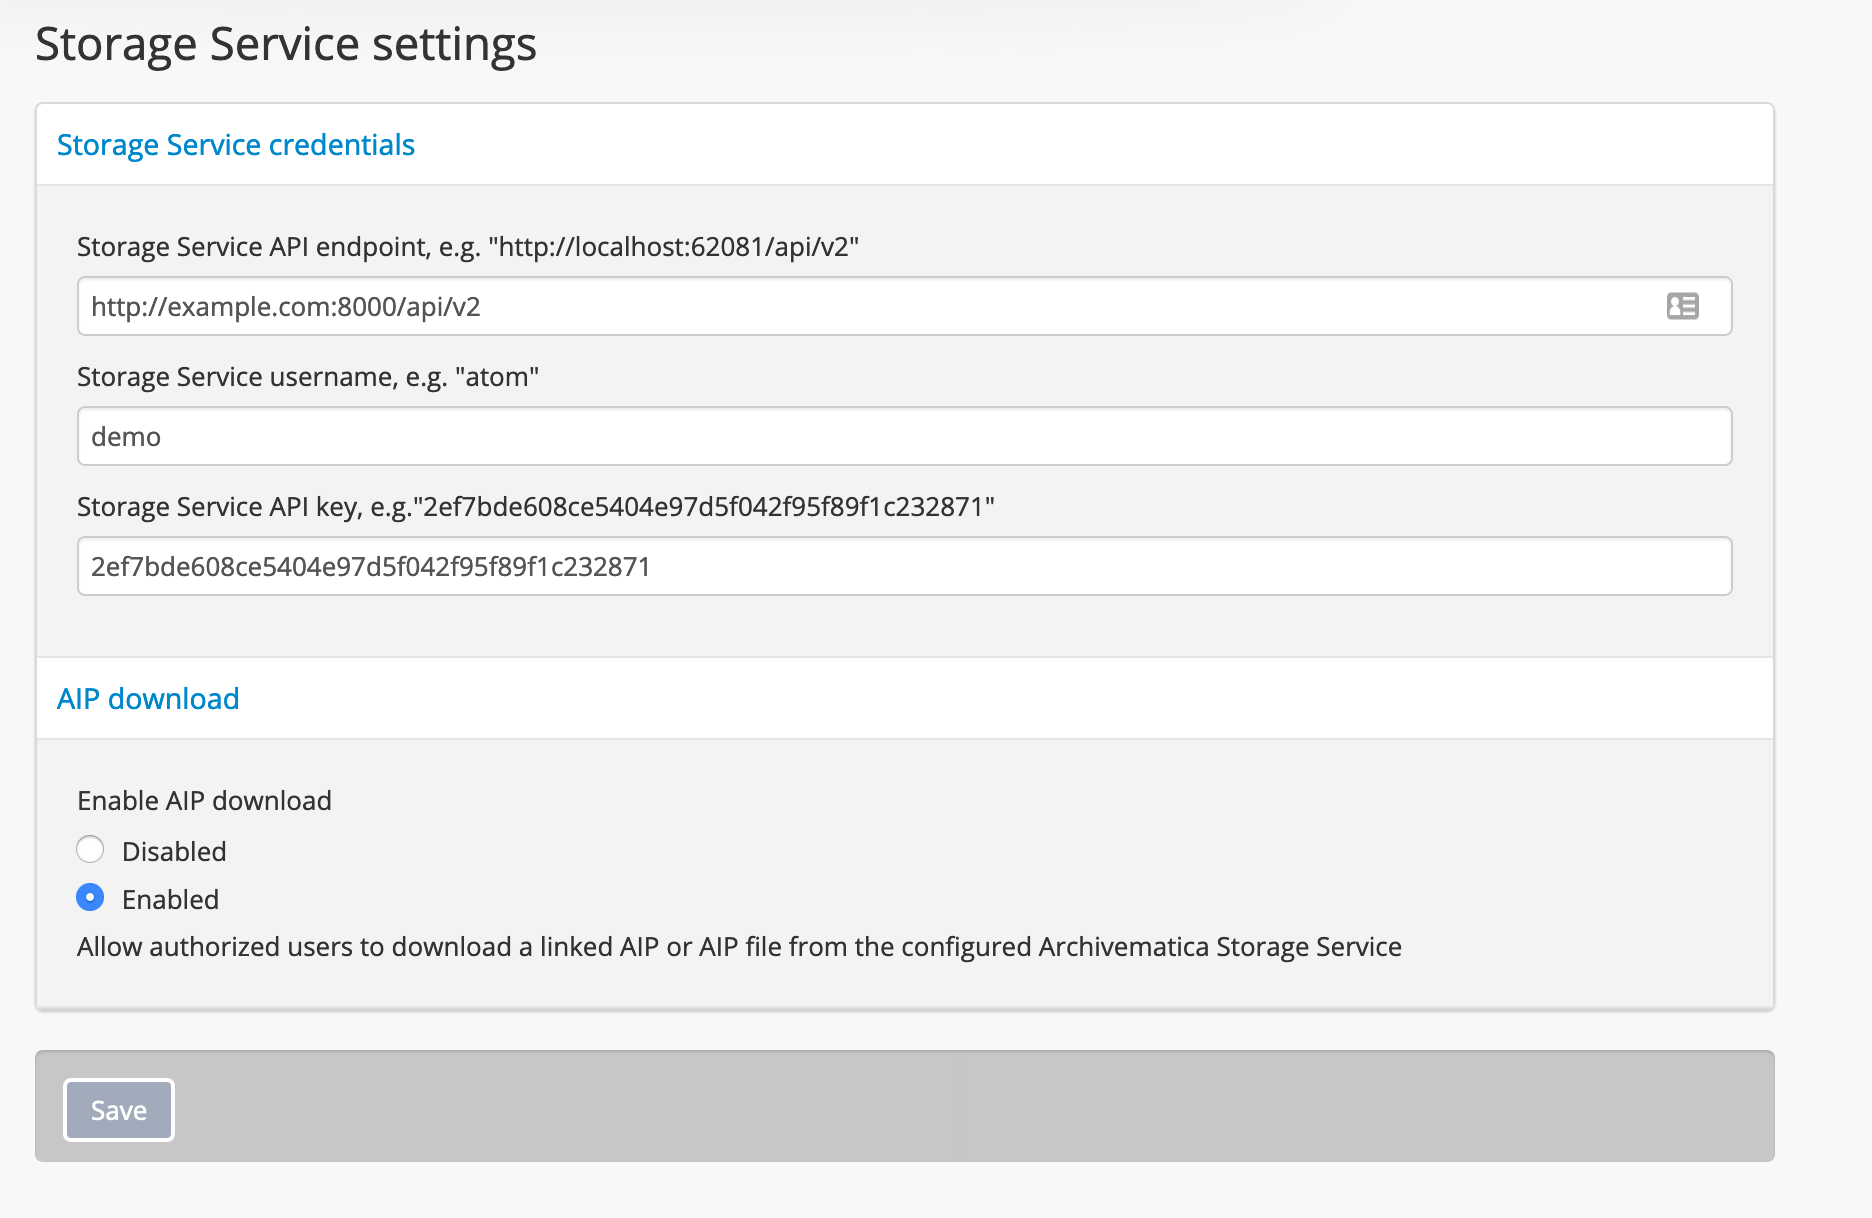 Storage Service settings
Storage Service credentials
Storage Service API endpoint, e.g. "http://localhost:62081/api/v2"
http://example.com:8000/api/v2
Storage Service username, e.g. "atom"
demo
Storage Service API key, e.g."2ef7bde608ce5404e97d5f042f95f89f1c232871"
2ef7bde608ce5404e97d5f042f95f89f1c232871
AIP download
Enable AIP download
Disabled
Enabled
Allow authorized users to download a linked AIP or AIP file from the configured Archivematica Storage Service
Save